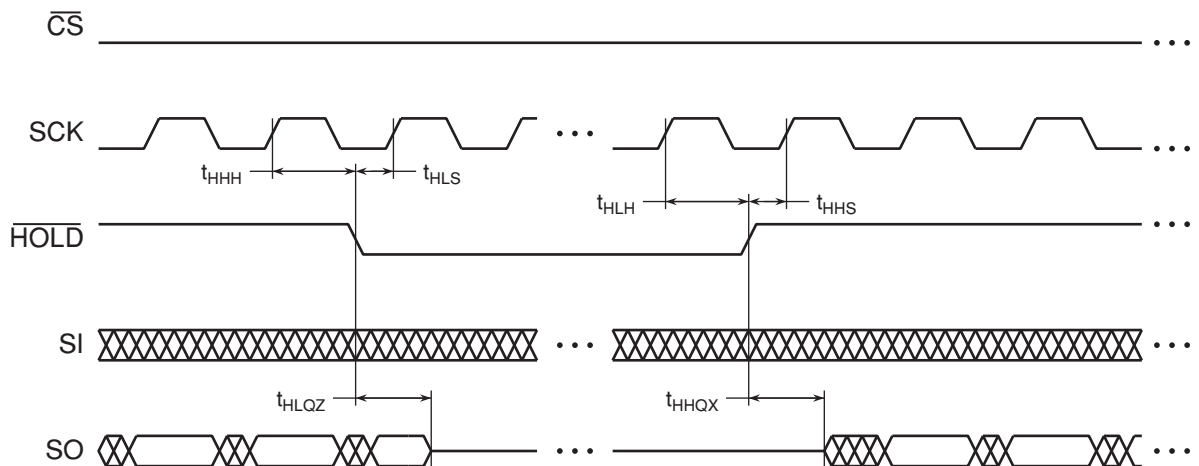 CS
SCK
tHHH
tHLS
tHLH
tHHS
HOLD
SI
tHLQZ
tHHQX
SO